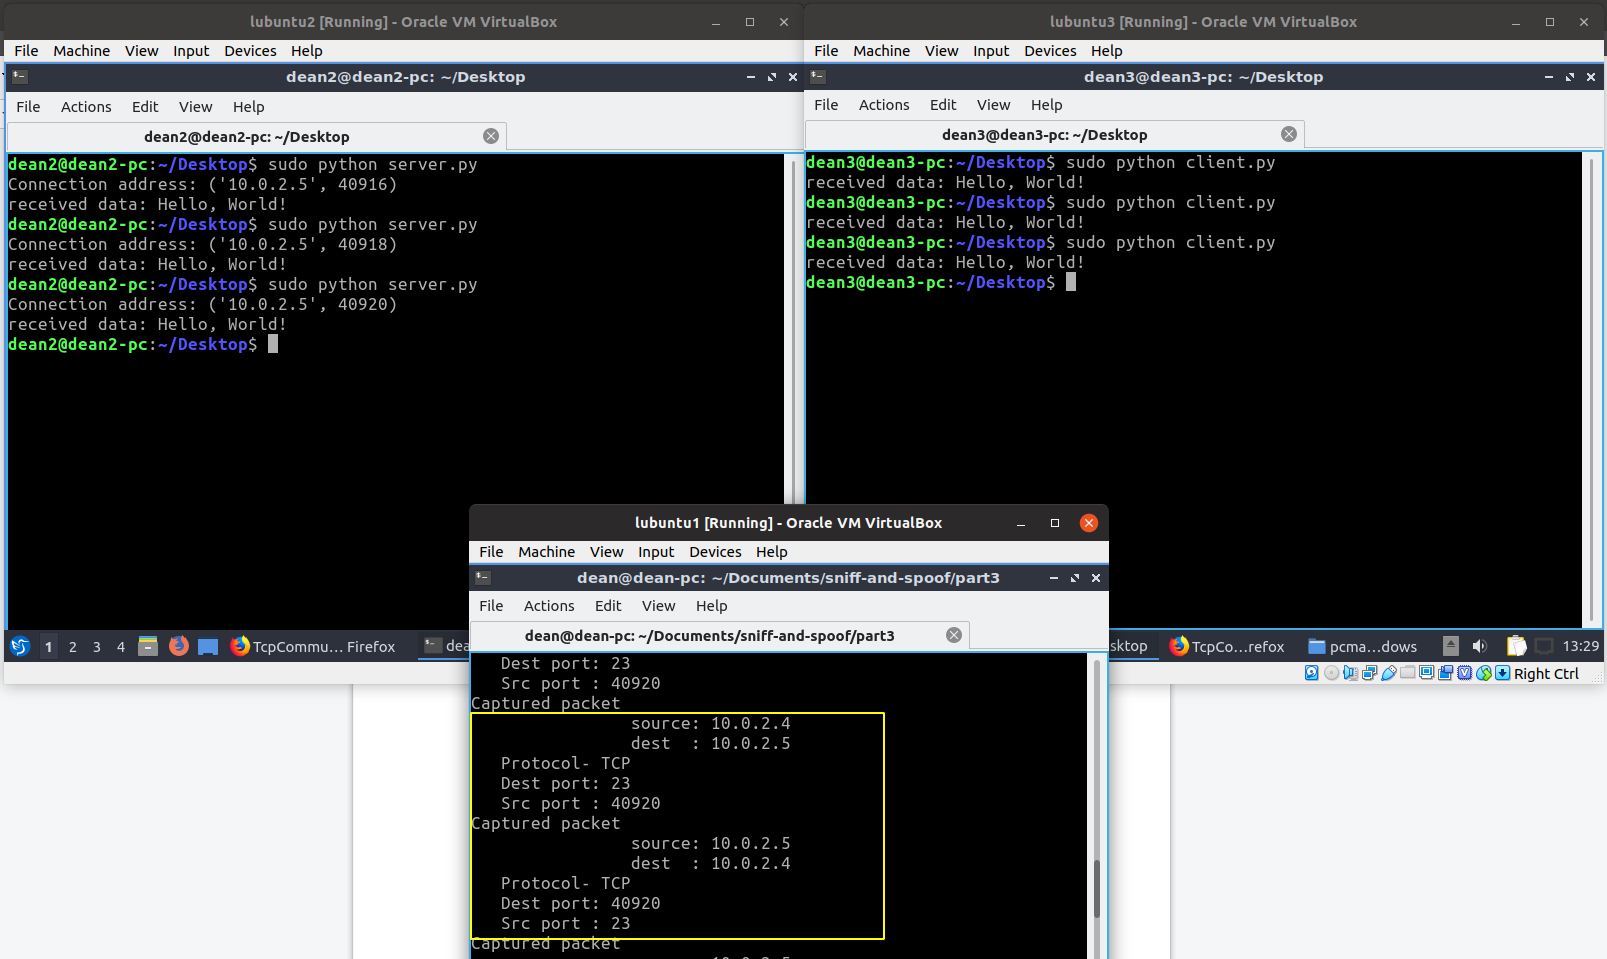 lubuntu2 [Running] - Oracle VM VirtualBox
File Machine View Input Devices Help
dean2@dean2-pc: ~/Desktop
File Actions Edit View Help
dean2@dean2-pc: ~/Desktop
dean2@dean2-pc:~/Desktop$ sudo python server.py
Connection address: ('10.0.2.5', 40916)
received data: Hello, World!
dean2@dean2-pc:~/Desktop$ sudo python server.py
Connection address: ('10.0.2.5', 40918)
received data: Hello, World!
dean2@dean2-pc:~/Desktop$ sudo python server.py
Connection address: ('10.0.2.5', 40920)
received data: Hello, World!
dean2@dean2-pc:~/Desktop$
1 2 3 4 TcpCommu... Firefox dea
lubuntu3 [Running] - Oracle VM VirtualBox
File Machine View Input Devices Help
dean3@dean3-pc: ~/Desktop
File Actions Edit View Help
dean3@dean3-pc: ~/Desktop
dean3@dean3-pc:~/Desktop$ sudo python client.py
received data: Hello, World!
dean3@dean3-pc:~/Desktop$ sudo python client.py
received data: Hello, World!
dean3@dean3-pc:~/Desktop$ sudo python client.py
received data: Hello, World!
dean3@dean3-pc:~/Desktop$
sktop TcpCo...refox pcma...dows 13:29
Right Ctrl
lubuntu1 [Running] - Oracle VM VirtualBox
File Machine View Input Devices Help
dean@dean-pc: ~/Documents/sniff-and-spoof/part3
File Actions Edit View Help
dean@dean-pc: ~/Documents/sniff-and-spoof/part3
Dest port: 23
Src port : 40920
Captured packet
source: 10.0.2.4
dest  : 10.0.2.5
Protocol- TCP
Dest port: 23
Src port : 40920
Captured packet
source: 10.0.2.5
dest  : 10.0.2.4
Protocol- TCP
Dest port: 40920
Src port : 23
Captured packet